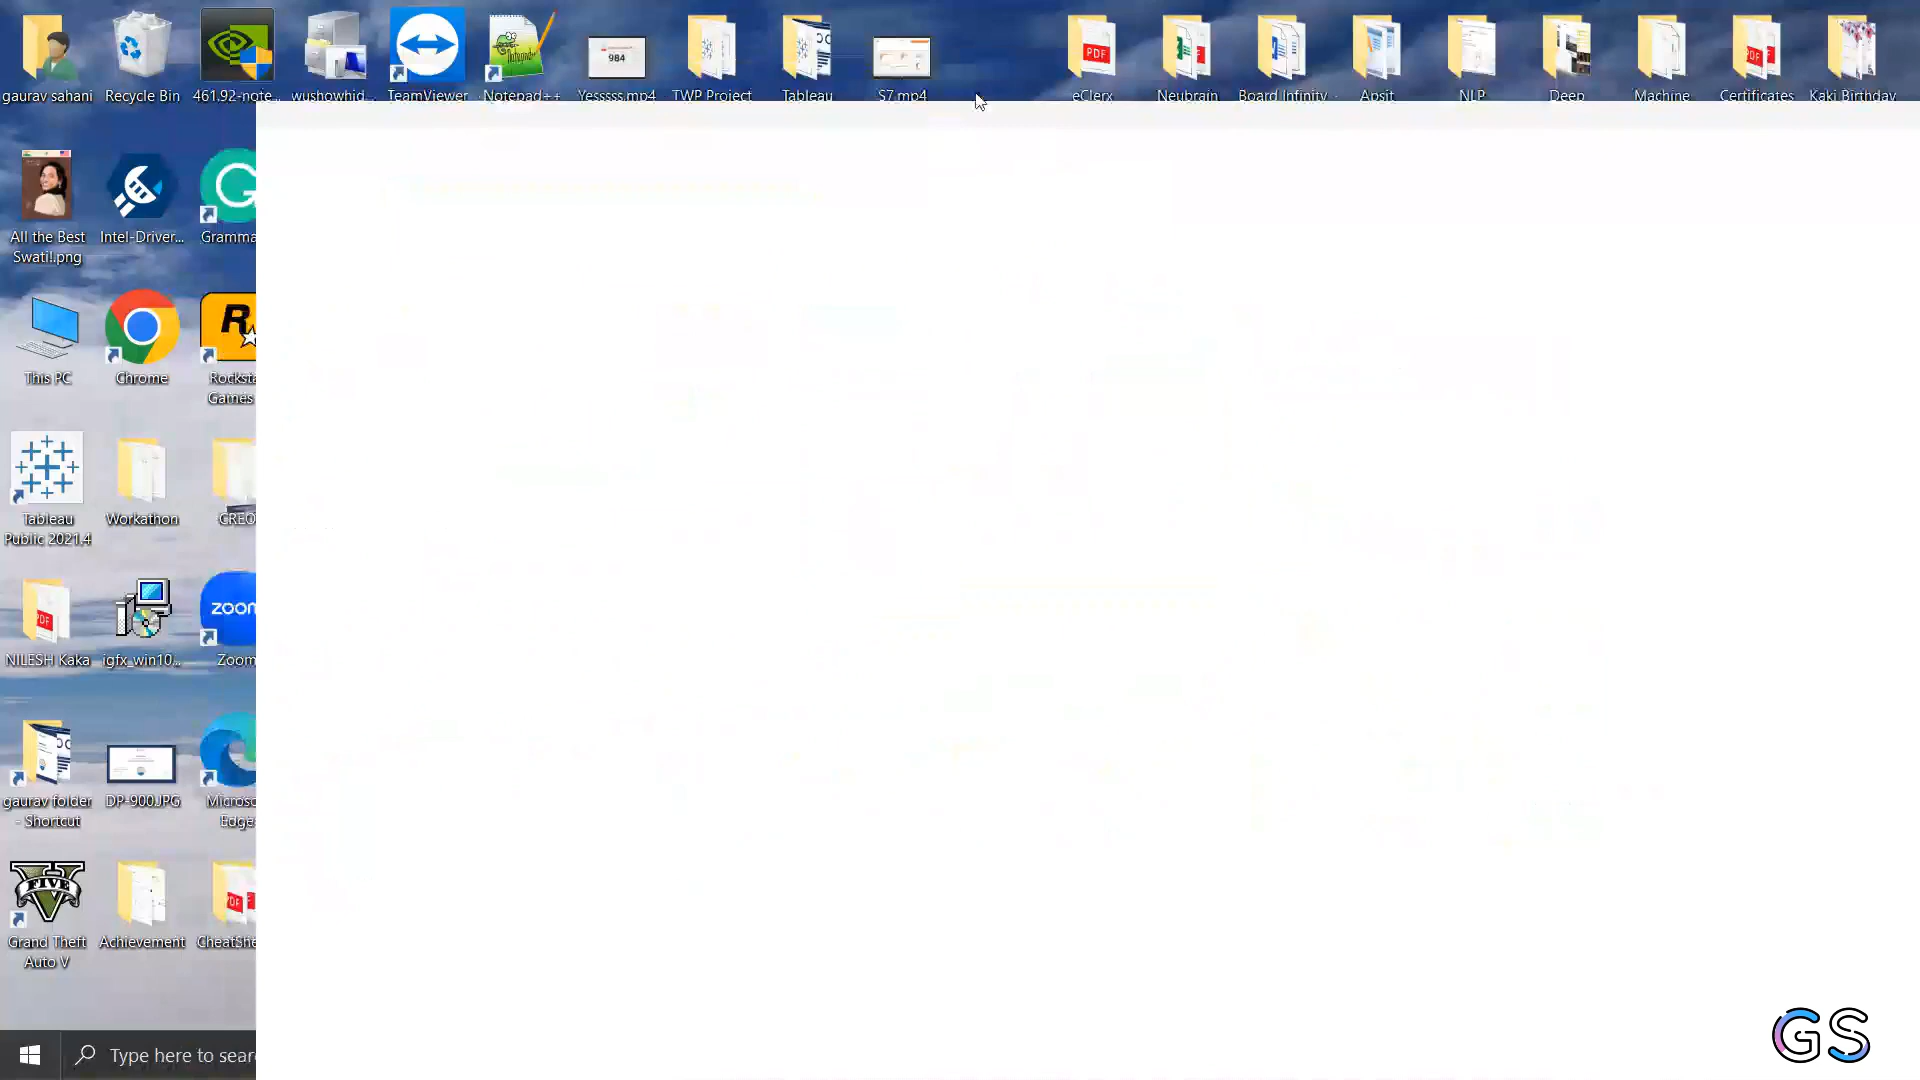 gaurav sahani
Recycle Bin
461.92-note...
wushowhid...
TeamViewer
Notepad++
984
Yesssss.mp4
TWP Project
Tableau
S7.mp4
PDF
eClerx
Neubrain
Board Infinity
Apsit
NLP
Deep
Machine
Certificates
Kaki Birthday
All the Best
Swati!.png
Intel-Driver...
G
Gramma
This PC
Chrome
R
Rocksta
Games
Tableau
Public 2021.4
Workathon
CREO
PDF
NILESH Kaka
igfx_win10...
zoom
Zoom
gaurav folder
- Shortcut
DP-900.JPG
Microso
Edge
FIVE
Grand Theft
Auto V
Achievement
PDF
CheatShe
Type here to sear
GS